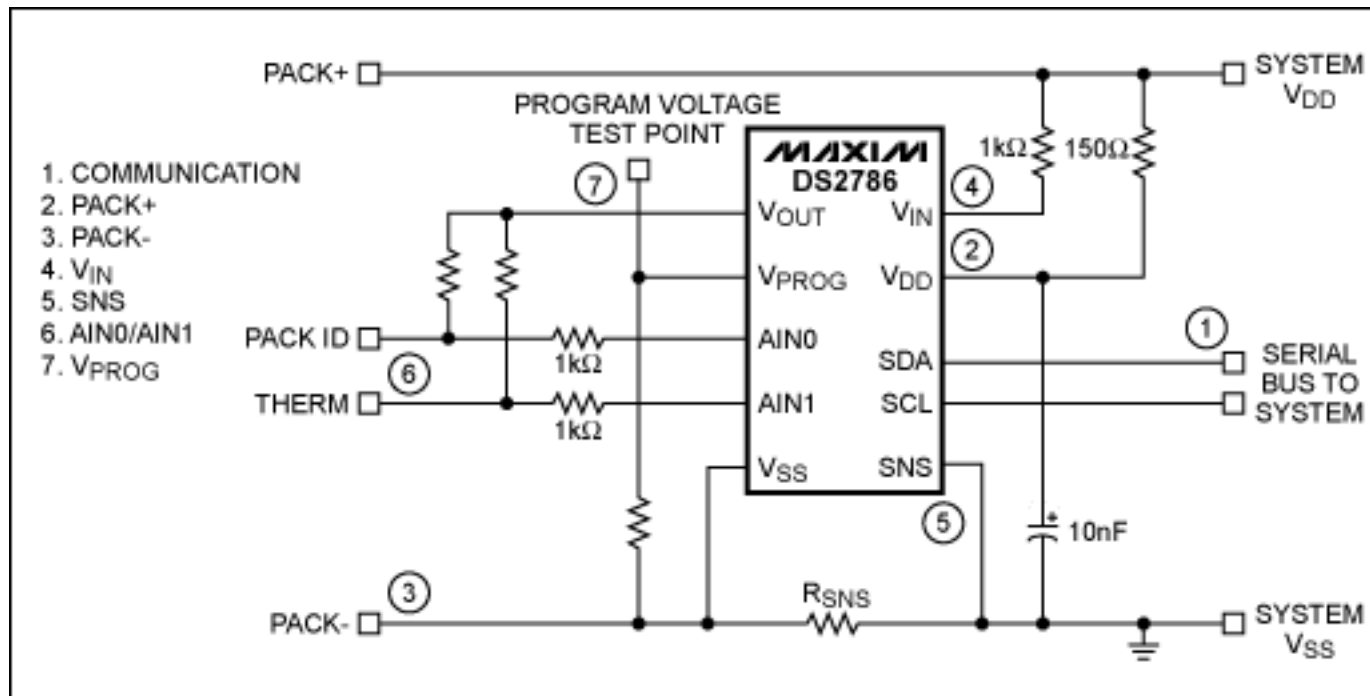 PACK+
SYSTEM
VDD
PROGRAM VOLTAGE
TEST POINT
1. COMMUNICATION
2. PACK+
3. PACK-
4. VIN
5. SNS
6. AIN0/AIN1
7. VPROG
7
MAXIM
DS2786
1kΩ
150Ω
4
VOUT
VIN
2
VPROG
VDD
PACK ID
1kΩ
AIN0
6
THERM
1kΩ
AIN1
SDA
SCL
1
SERIAL
BUS TO
SYSTEM
VSS
SNS
5
+
10nF
3
PACK-
RSNS
SYSTEM
VSS